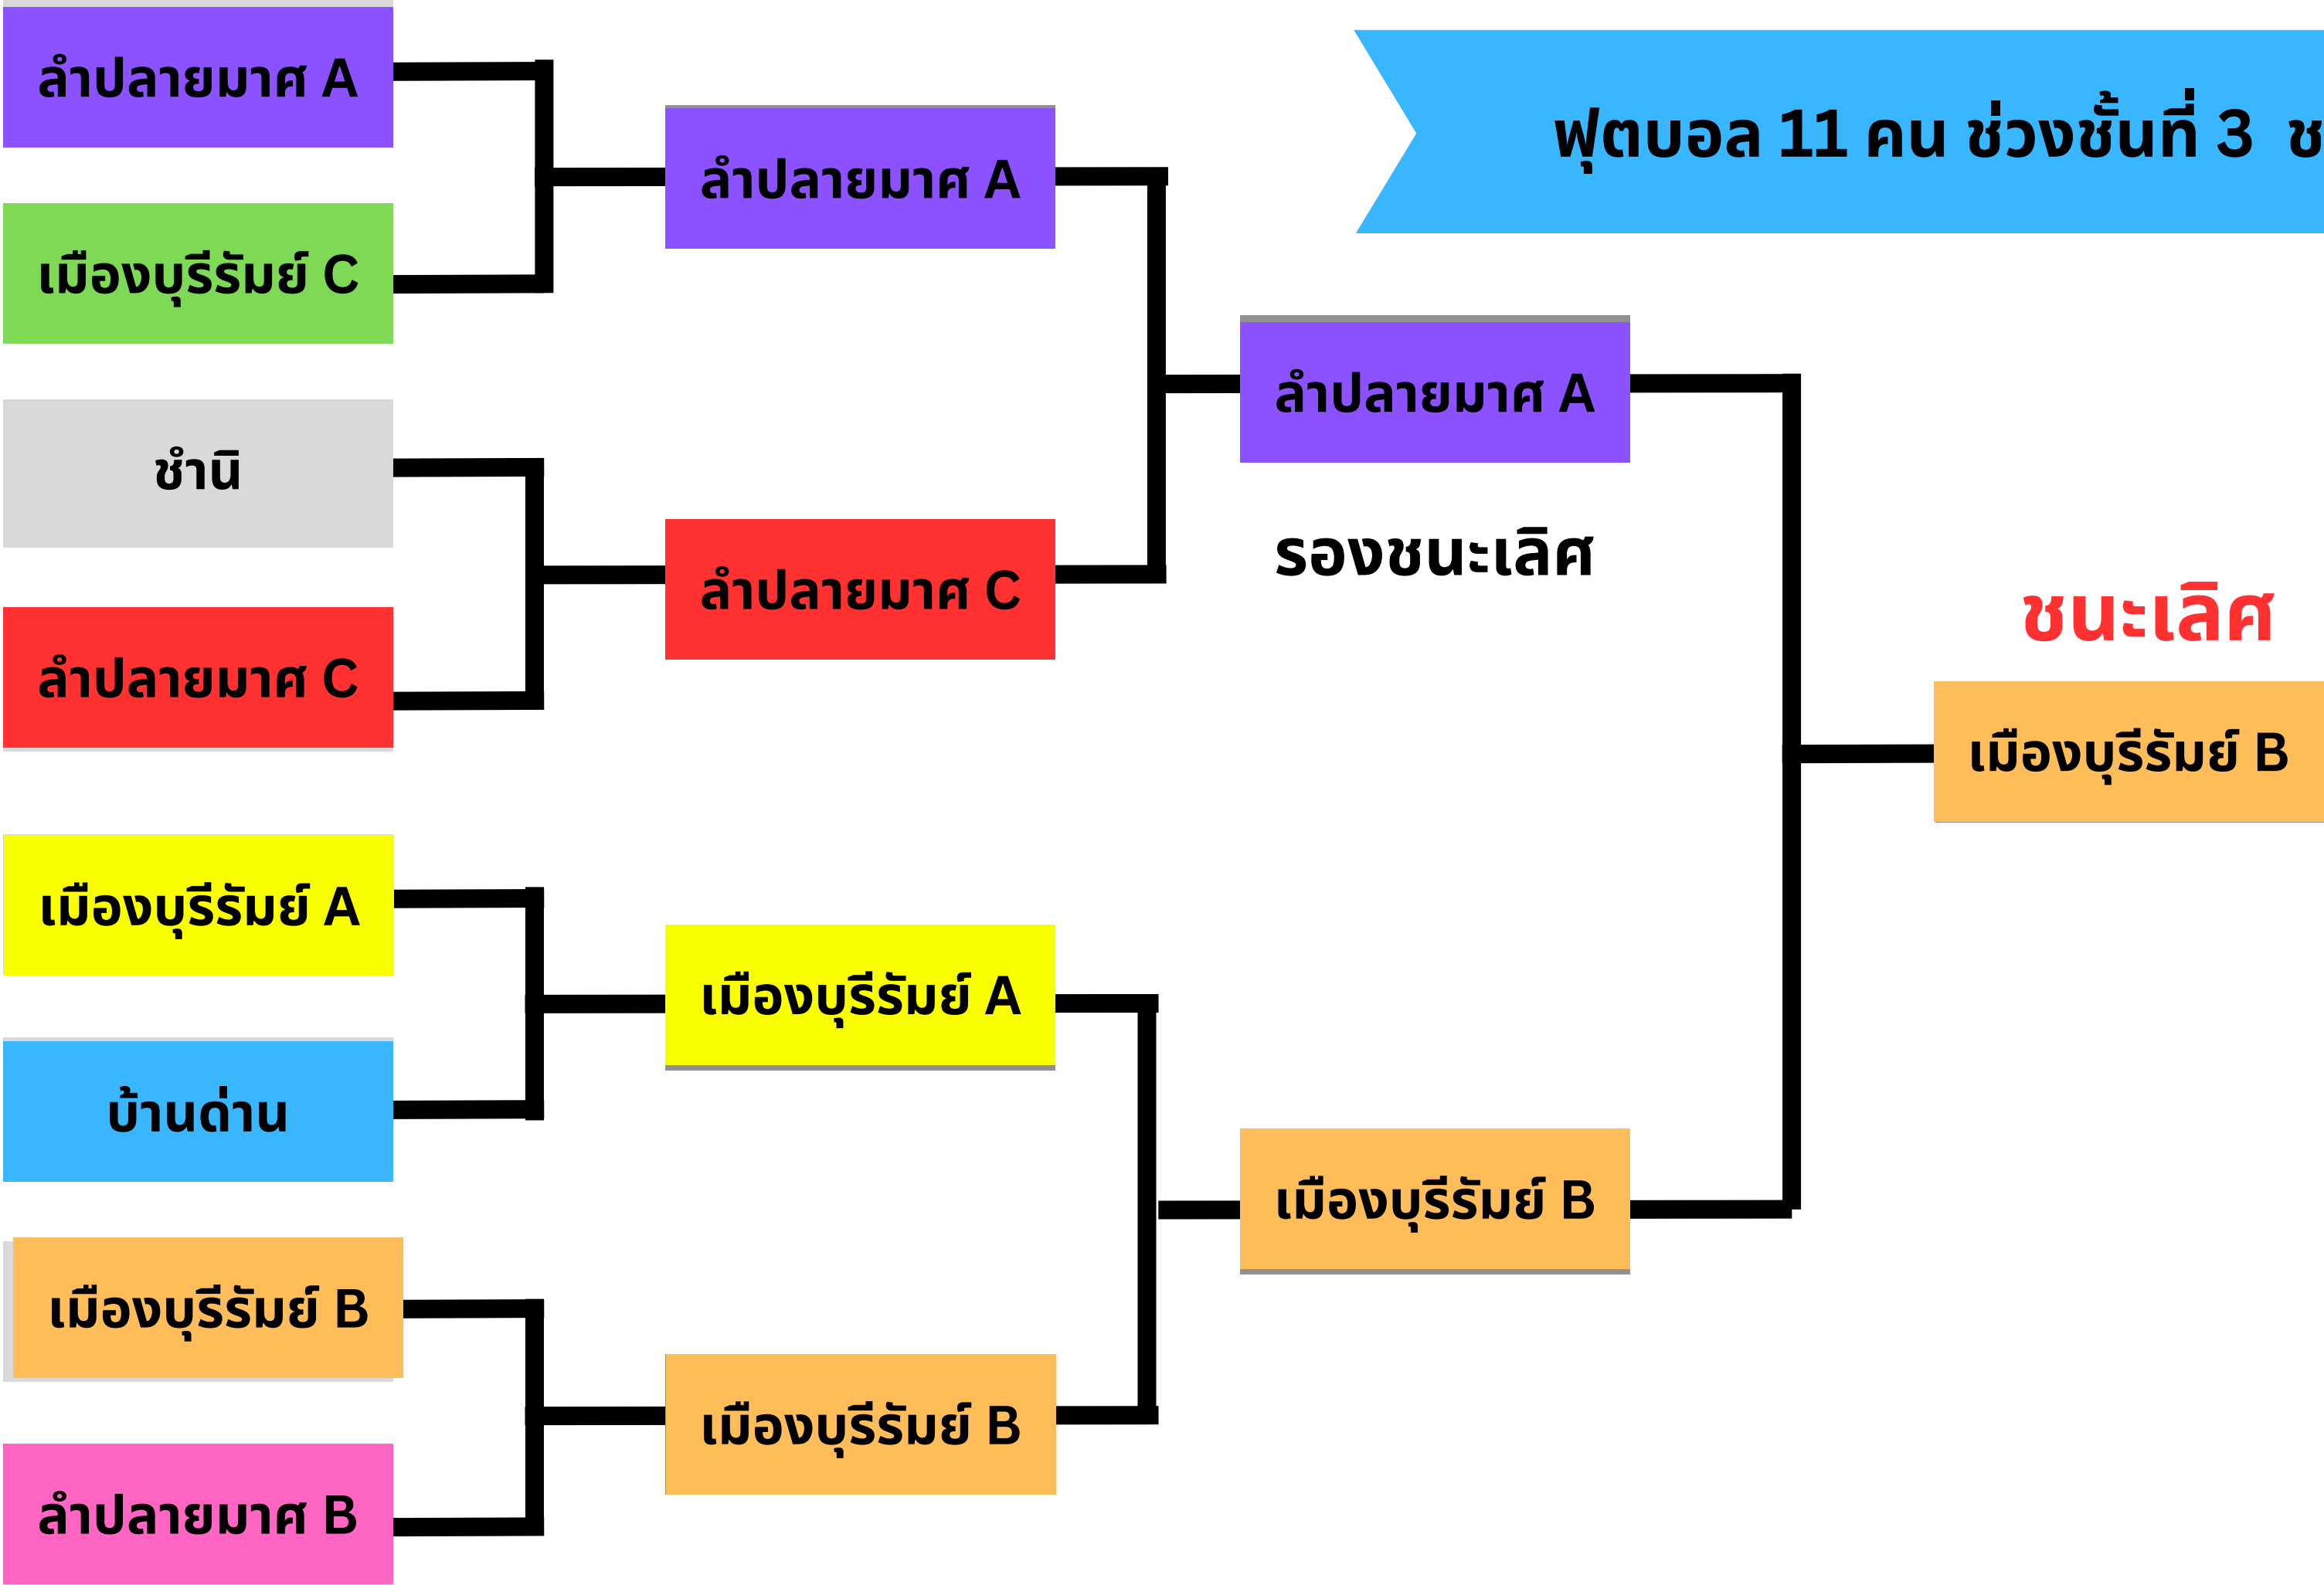 ลำปลายมาศ A
เมืองบุรีรัมย์ C
ชำนิ
ลำปลายมาศ C
เมืองบุรีรัมย์ A
บ้านด่าน
เมืองบุรีรัมย์ B
ลำปลายมาศ B
ลำปลายมาศ A
ลำปลายมาศ C
เมืองบุรีรัมย์ A
เมืองบุรีรัมย์ B
ฟุตบอล 11 คน ช่วงชั้นที่ 3
ลำปลายมาศ A
รองชนะเลิศ
เมืองบุรีรัมย์ B
ชนะเลิศ
เมืองบุรีรัมย์ B